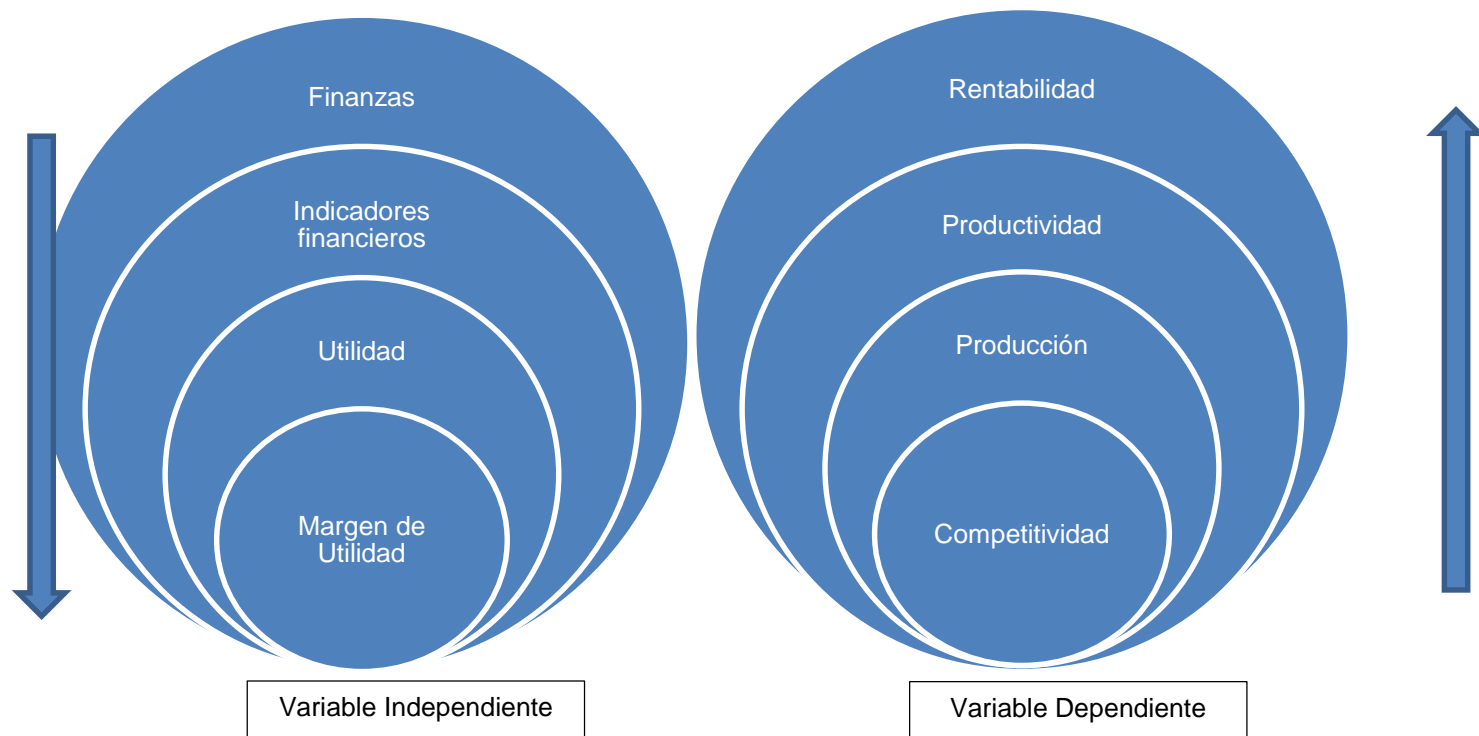 Finanzas
Indicadores
financieros
Utilidad
Margen de
Utilidad
Variable Independiente
Rentabilidad
Productividad
Producción
Competitividad
Variable Dependiente